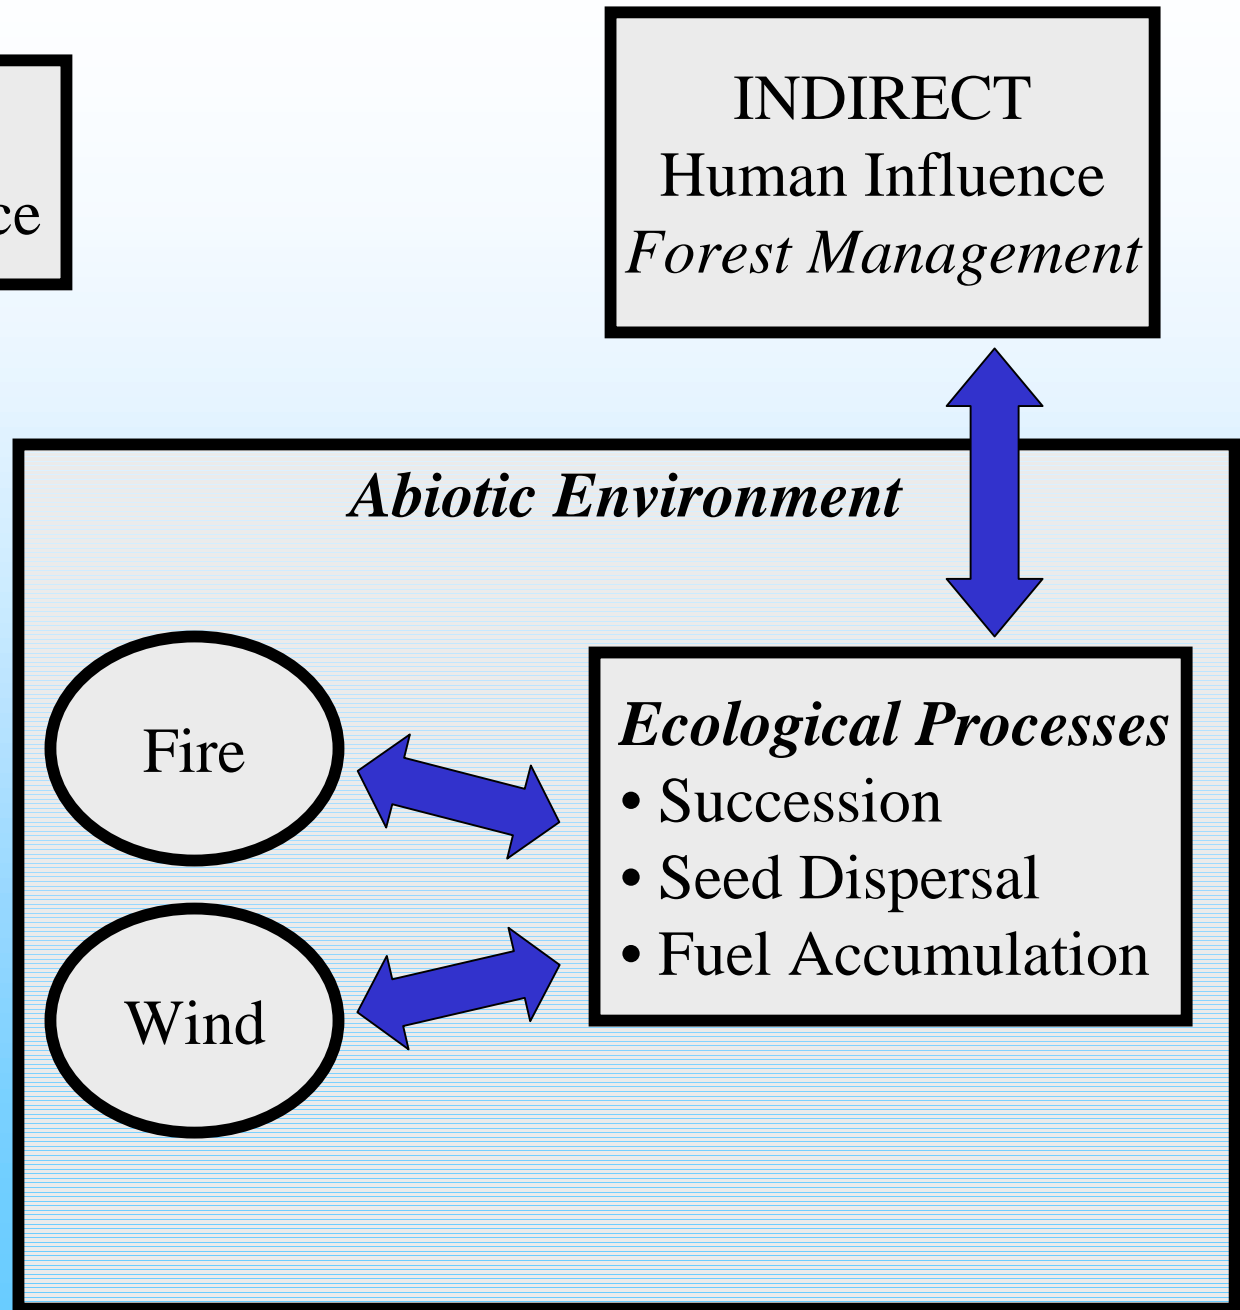 ce
INDIRECT
Human Influence
Forest Management
Abiotic Environment
Fire
Wind
Ecological Processes
• Succession
• Seed Dispersal
• Fuel Accumulation